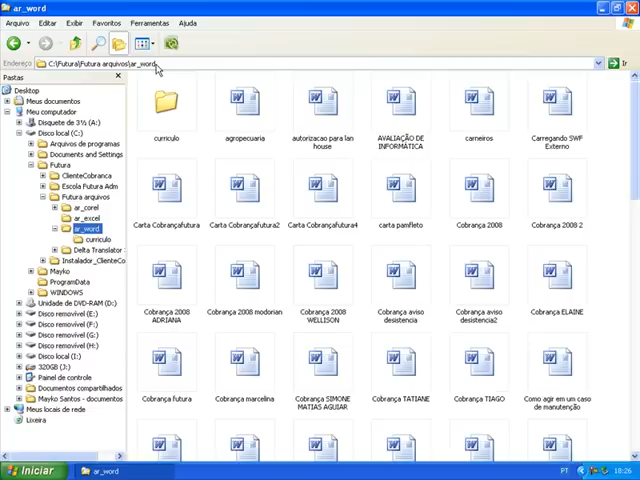 ar_word
Arquivo Editar Exibir Favoritos Ferramentas Ajuda
Endereço C:\Futura\Futura arquivos\ar_word Ir
Pastas
Desktop
Meus documentos
Meu computador
Disquete de 3½ (A:)
Disco local (C:)
Arquivos de programas
Documents and Settings
Futura
ClienteCobranca
Escola Futura Adm
Futura arquivos
ar_corel
ar_excel
ar_word
curriculo
Delta Translator
Instalador_ClienteCo
Mayko
ProgramData
WINDOWS
Unidade de DVD-RAM (D:)
Disco removível (E:)
Disco removível (F:)
Disco removível (G:)
Disco removível (H:)
Disco local (I:)
320GB (J:)
Painel de controle
Documentos compartilhados
Mayko Santos - documentos
Meus locais de rede
Lixeira
curriculo
agropecuaria
autorizacao para lan
house
AVALIAÇÃO DE
INFORMÁTICA
carneiros
Carregando SWF
Externo
Carta Cobrançafutura
Carta Cobrançafutura2
Carta Cobrançafutura4
carta panfleto
Cobrança 2008
Cobrança 2008 2
Cobrança 2008
ADRIANA
Cobrança 2008 modorian
Cobrança 2008
WELLISON
Cobrança aviso
desistencia
Cobrança aviso
desistencia2
Cobrança ELAINE
Cobrança futura
Cobrança marcelina
Cobrança SIMONE
MATIAS AGUIAR
Cobrança TATIANE
Cobrança TIAGO
Como agir em um caso
de manutenção
Iniciar
ar_word
PT
18:26